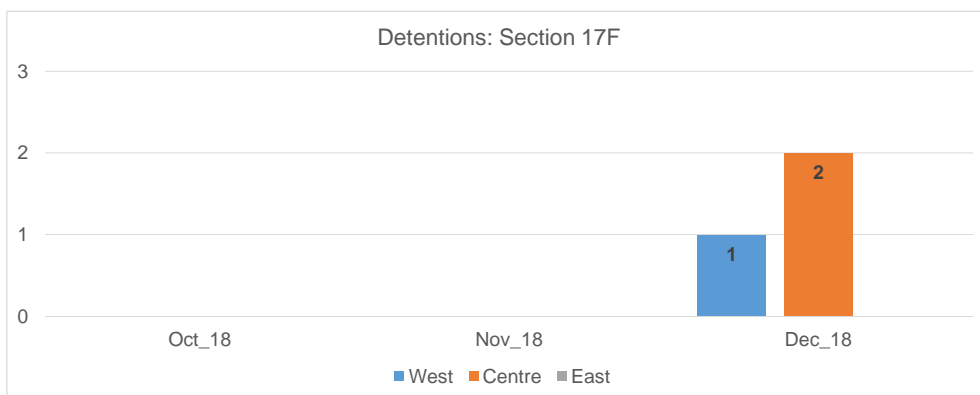 Detentions: Section 17F
3
2
2
1
1
0
Oct_18 Nov_18 Dec_18
West Centre East